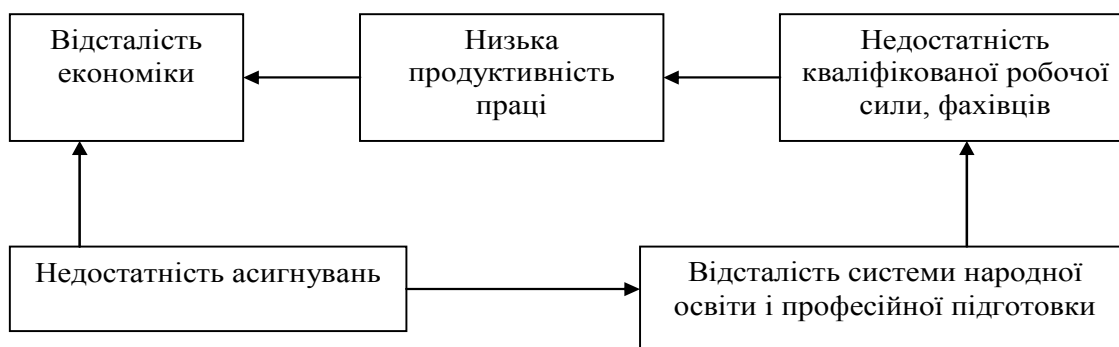 Відсталість
економіки
Низька
продуктивність
праці
Недостатність
кваліфікованої робочої
сили, фахівців
Недостатність асигнувань
Відсталість системи народної
освіти і професійної підготовки